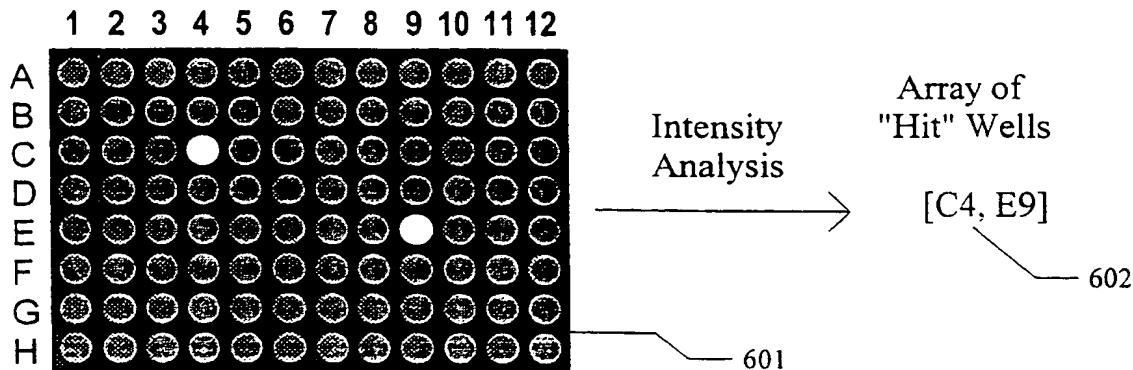 1 2 3 4 5 6 7 8 9 10 11 12
A
B
C
D
E
F
G
H
Intensity
Analysis
Array of
"Hit" Wells
[C4, E9]
602
601